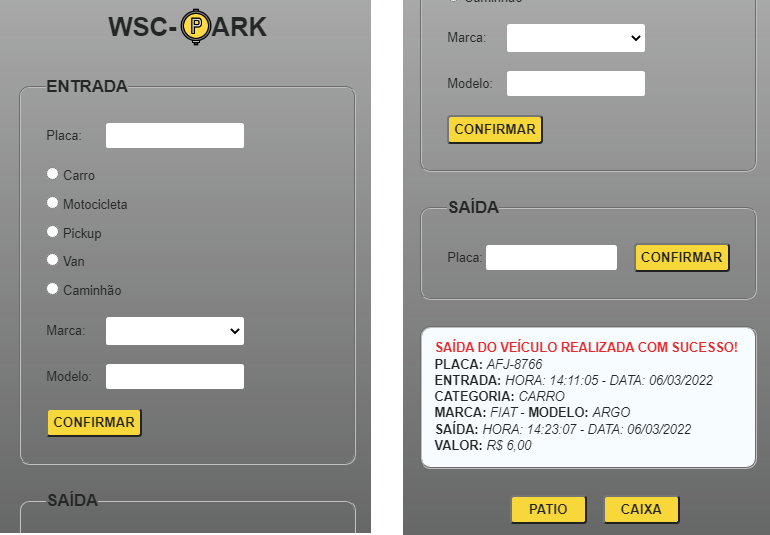 WSC-PARK
ENTRADA
Placa:
Carro
Motocicleta
Pickup
Van
Caminhão
Marca:
Modelo:
CONFIRMAR
SAÍDA
Caminhão
Marca:
Modelo:
CONFIRMAR
SAÍDA
Placa: CONFIRMAR
SAÍDA DO VEÍCULO REALIZADA COM SUCESSO!
PLACA: AFJ-8766
ENTRADA: HORA: 14:11:05 - DATA: 06/03/2022
CATEGORIA: CARRO
MARCA: FIAT - MODELO: ARGO
SAÍDA: HORA: 14:23:07 - DATA: 06/03/2022
VALOR: R$ 6,00
PATIO CAIXA